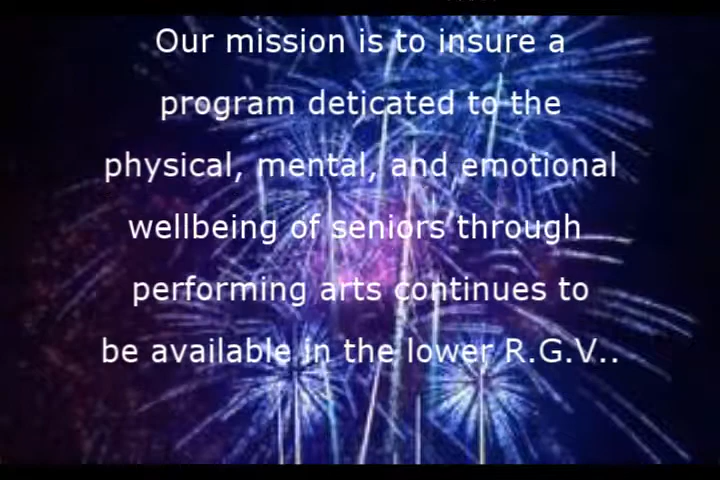 Our mission is to insure a
program deticated to the
physical, mental, and emotional
wellbeing of seniors through
performing arts continues to
be available in the lower R.G.V..